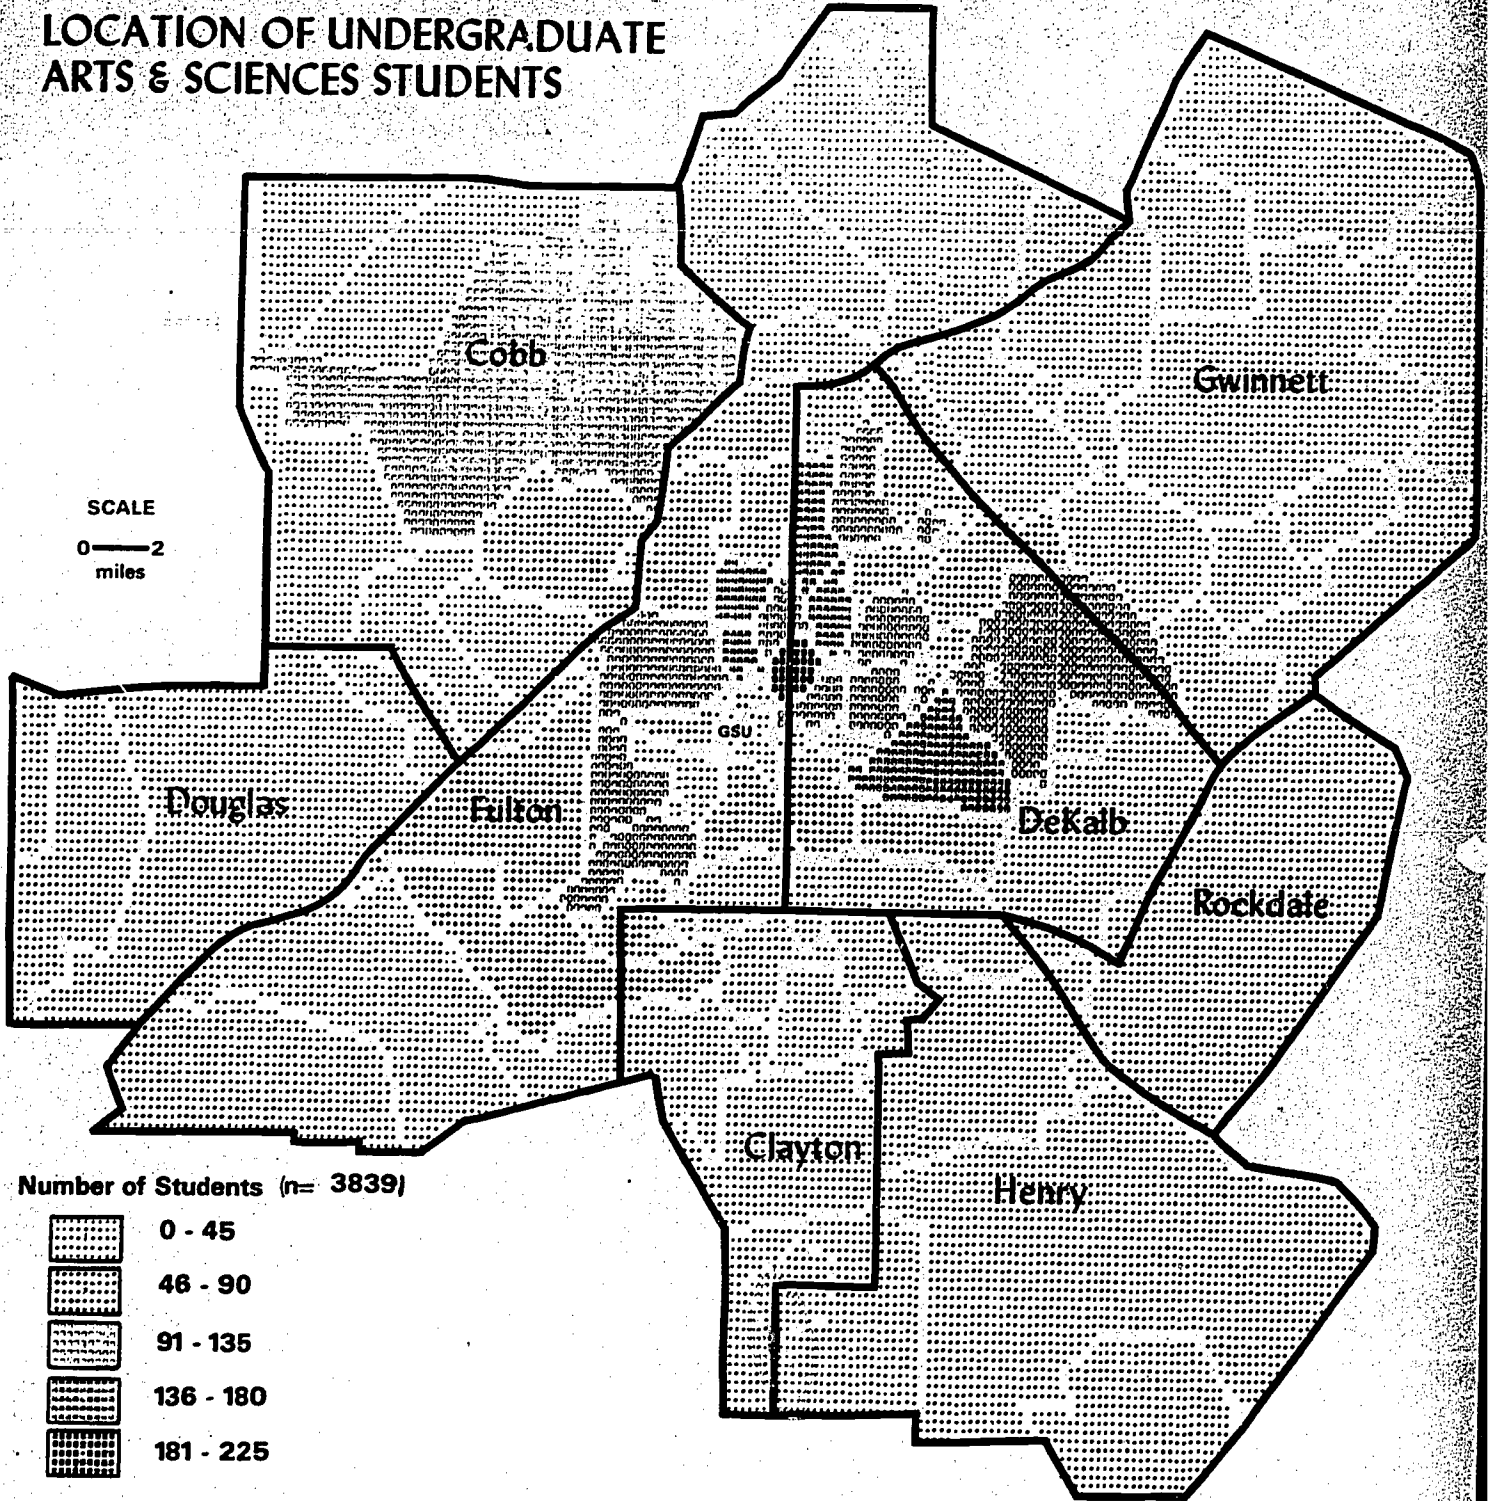 LOCATION OF UNDERGRADUATE
ARTS & SCIENCES STUDENTS
Cobb
Gwinnett
SCALE
0 2
miles
GSU
Douglas
Fulton
DeKalb
Rockdale
Clayton
Henry
Number of Students (n= 3839)
0 - 45
46 - 90
91 - 135
136 - 180
181 - 225